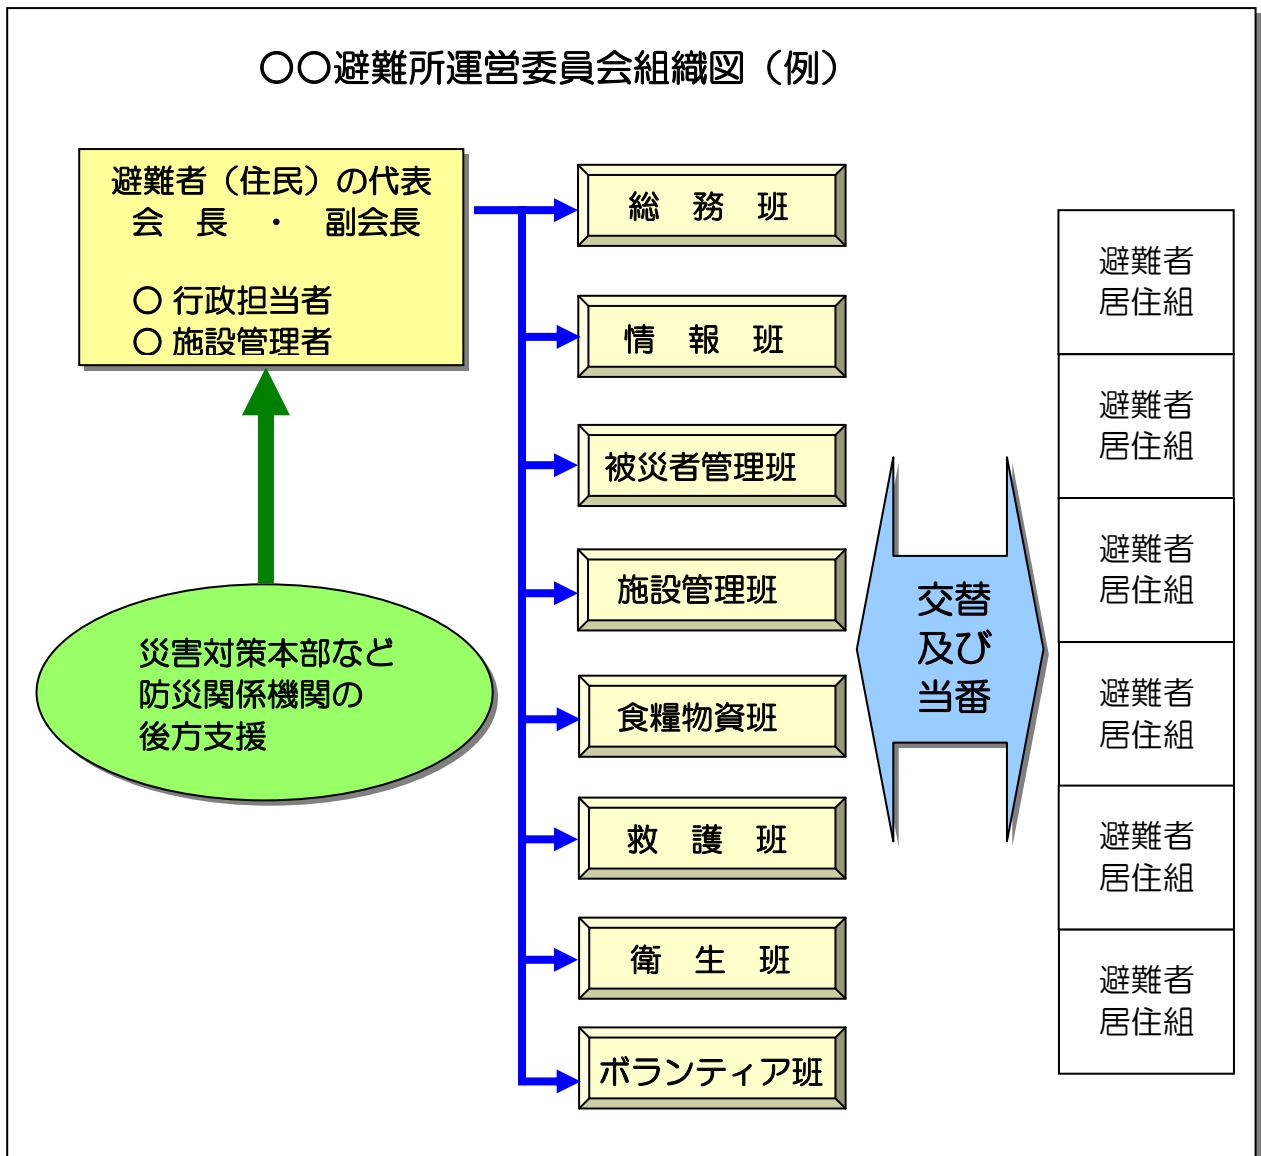 〇〇避難所運営委員会組織図（例）
避難者（住民）の代表
会　長　・　副会長
〇 行政担当者
〇 施設管理者
災害対策本部など
防災関係機関の
後方支援
総　務　班
情　報　班
被災者管理班
施設管理班
食糧物資班
救　護　班
衛　生　班
ボランティア班
交替
及び
当番
避難者
居住組
避難者
居住組
避難者
居住組
避難者
居住組
避難者
居住組
避難者
居住組